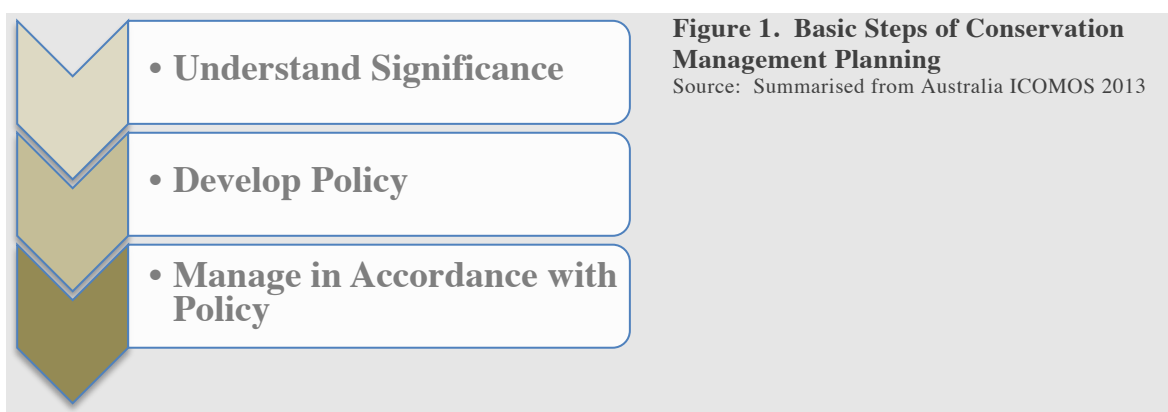 • Understand Significance
• Develop Policy
• Manage in Accordance with
Policy
Figure 1.  Basic Steps of Conservation
Management Planning
Source:  Summarised from Australia ICOMOS 2013